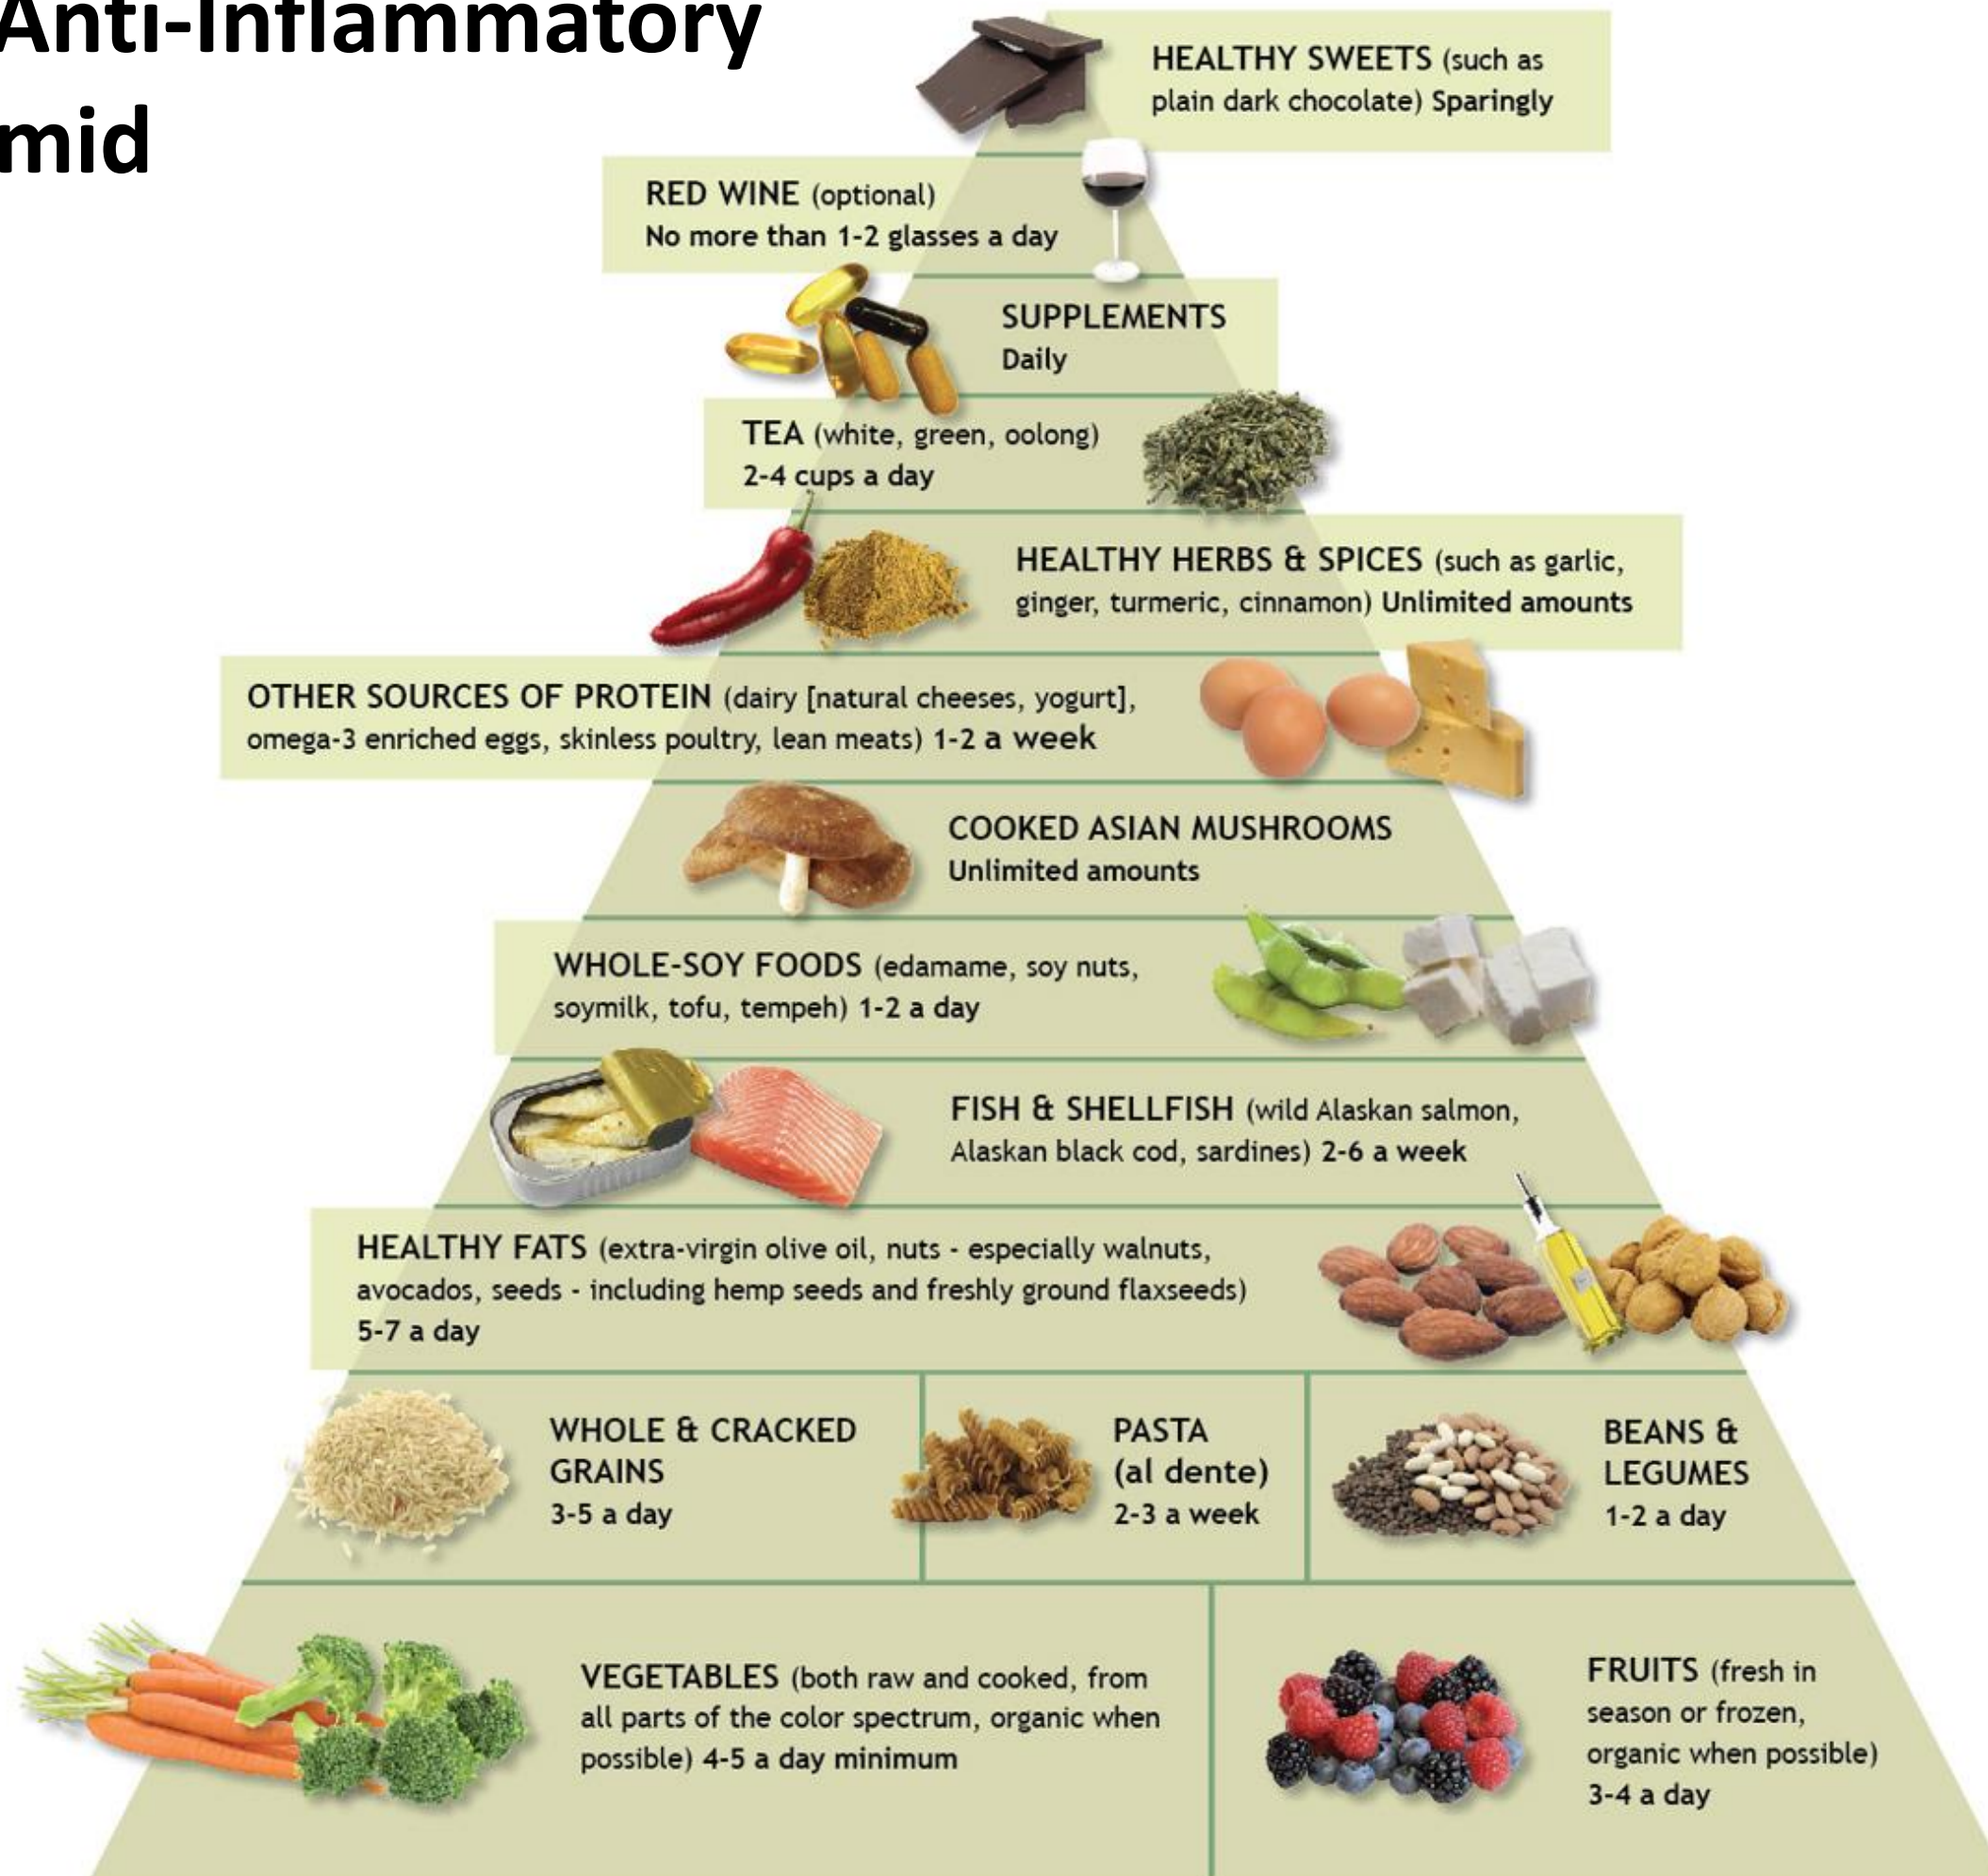 Anti-Inflammatory
mid
HEALTHY SWEETS (such as
plain dark chocolate) Sparingly
RED WINE (optional)
No more than 1-2 glasses a day
SUPPLEMENTS
Daily
TEA (white, green, oolong)
2-4 cups a day
HEALTHY HERBS & SPICES (such as garlic,
ginger, turmeric, cinnamon) Unlimited amounts
OTHER SOURCES OF PROTEIN (dairy [natural cheeses, yogurt],
omega-3 enriched eggs, skinless poultry, lean meats) 1-2 a week
COOKED ASIAN MUSHROOMS
Unlimited amounts
WHOLE-SOY FOODS (edamame, soy nuts,
soymilk, tofu, tempeh) 1-2 a day
FISH & SHELLFISH (wild Alaskan salmon,
Alaskan black cod, sardines) 2-6 a week
HEALTHY FATS (extra-virgin olive oil, nuts - especially walnuts,
avocados, seeds - including hemp seeds and freshly ground flaxseeds)
5-7 a day
WHOLE & CRACKED
GRAINS
3-5 a day
PASTA
(al dente)
2-3 a week
BEANS &
LEGUMES
1-2 a day
VEGETABLES (both raw and cooked, from
all parts of the color spectrum, organic when
possible) 4-5 a day minimum
FRUITS (fresh in
season or frozen,
organic when possible)
3-4 a day